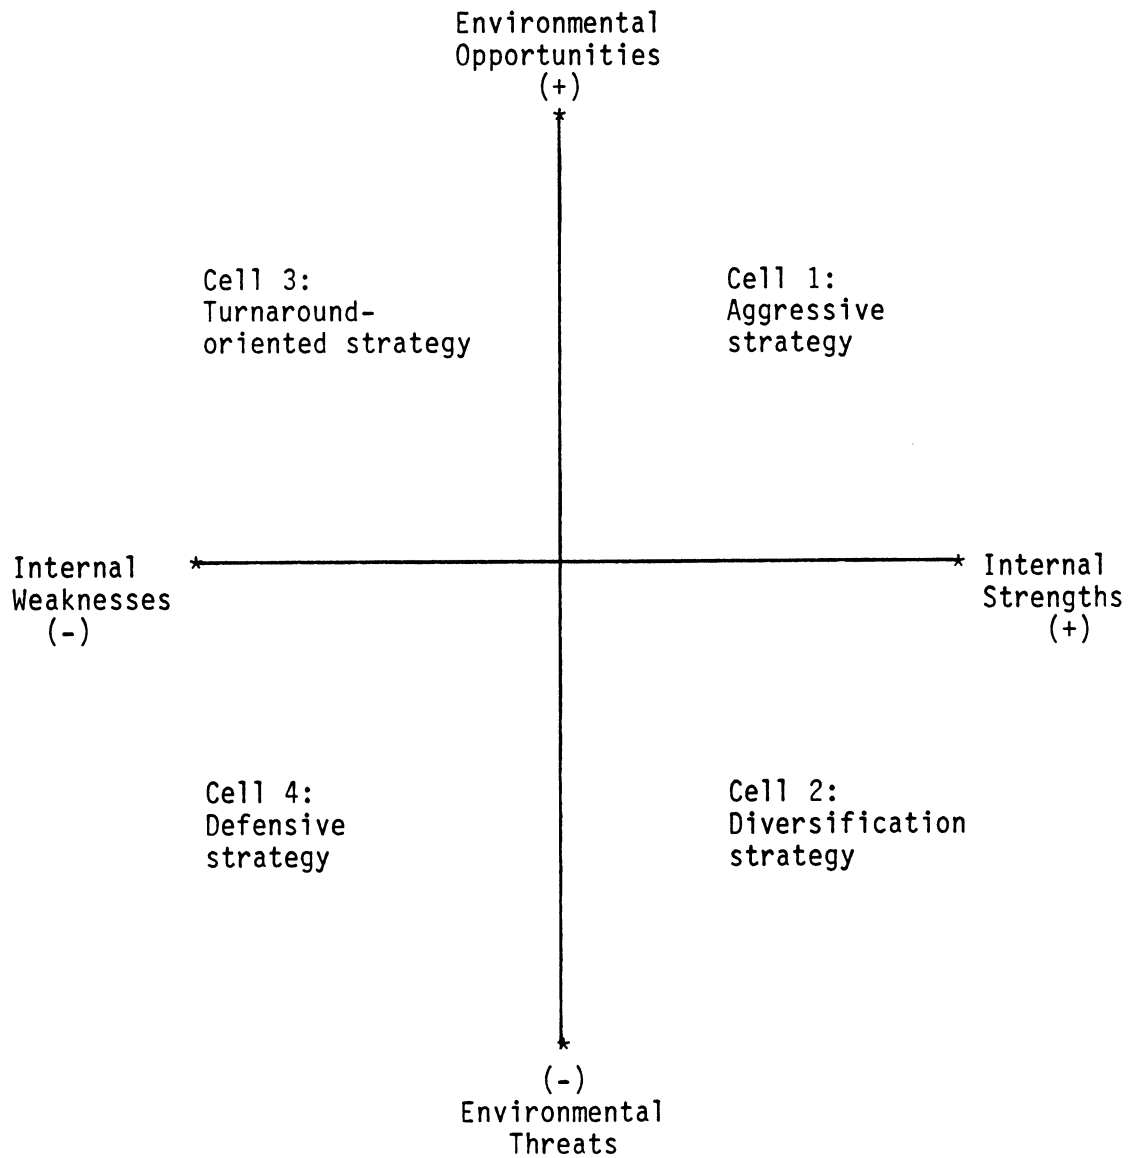 Environmental
Opportunities
(+)
Cell 3:
Turnaround-
oriented strategy
Cell 1:
Aggressive
strategy
Internal
Weaknesses
(-)
Internal
Strengths
(+)
Cell 4:
Defensive
strategy
Cell 2:
Diversification
strategy
(-)
Environmental
Threats